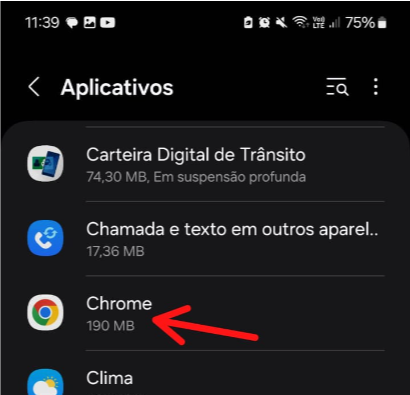 11:39 75%
Aplicativos
Carteira Digital de Trânsito
74,30 MB, Em suspensão profunda
Chamada e texto em outros aparel..
17,36 MB
Chrome
190 MB
Clima